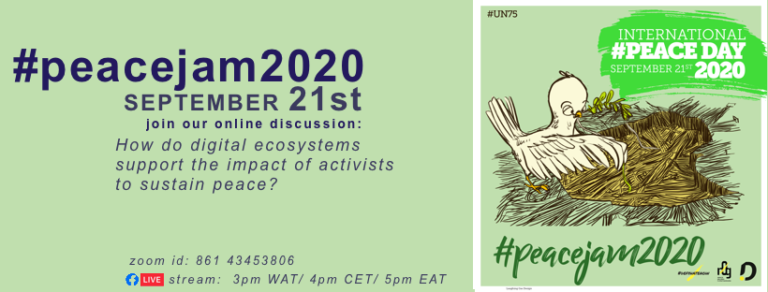 #peacejam2020
SEPTEMBER 21st
join our online discussion:
How do digital ecosystems
support the impact of activists
to sustain peace?
zoom id: 861 43453806
LIVE stream: 3pm WAT/ 4pm CET/ 5pm EAT
#UN75
INTERNATIONAL
#PEACE DAY
SEPTEMBER 21ST 2020
#peacejam2020